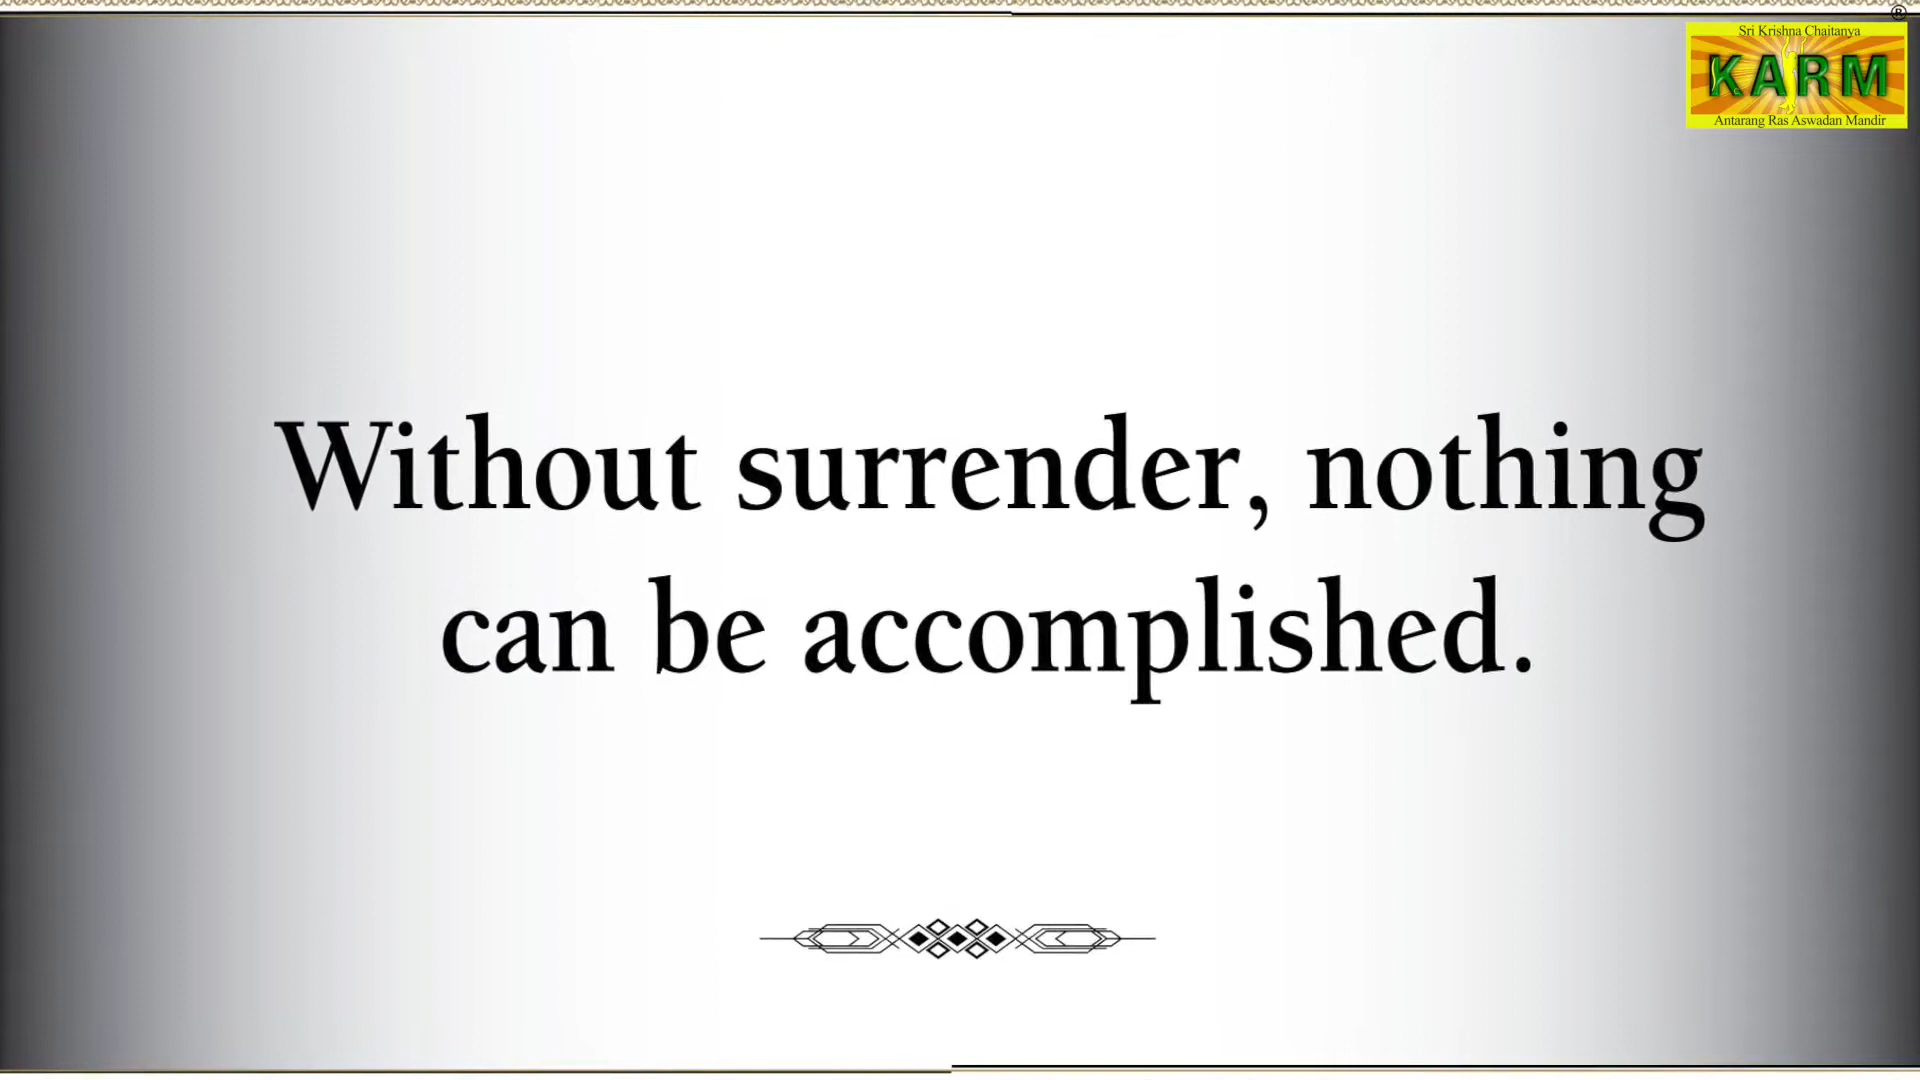 ®
Sri Krishna Chaitanya
KARM
Antarang Ras Aswadan Mandir
Without surrender, nothing
can be accomplished.